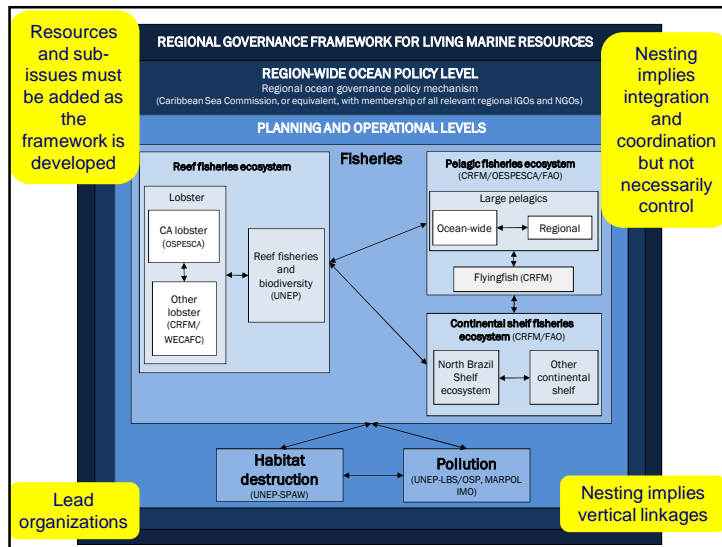 Resources
and sub-
issues must
be added as
the
framework is
developed
REGIONAL GOVERNANCE FRAMEWORK FOR LIVING MARINE RESOURCES
REGION-WIDE OCEAN POLICY LEVEL
Regional ocean governance policy mechanism
(Caribbean Sea Commission, or equivalent, with membership of all relevant regional IGOs and NGOs)
PLANNING AND OPERATIONAL LEVELS
Nesting
implies
integration
and
coordination
but not
necessarily
control
Fisheries
Reef fisheries ecosystem
Lobster
CA lobster
(OSPESCA)
Other
lobster
(CRFM/
WECAFC)
Reef fisheries
and
biodiversity
(UNEP)
Pelagic fisheries ecosystem
(CRFM/OESPESCA/FAO)
Large pelagics
Ocean-wide
Regional
Flyingfish (CRFM)
Continental shelf fisheries
ecosystem (CRFM/FAO)
North Brazil
Shelf
ecosystem
Other
continental
shelf
Habitat
destruction
(UNEP-SPAW)
Pollution
(UNEP-LBS/OSP, MARPOL
IMO)
Lead
organizations
Nesting implies
vertical linkages